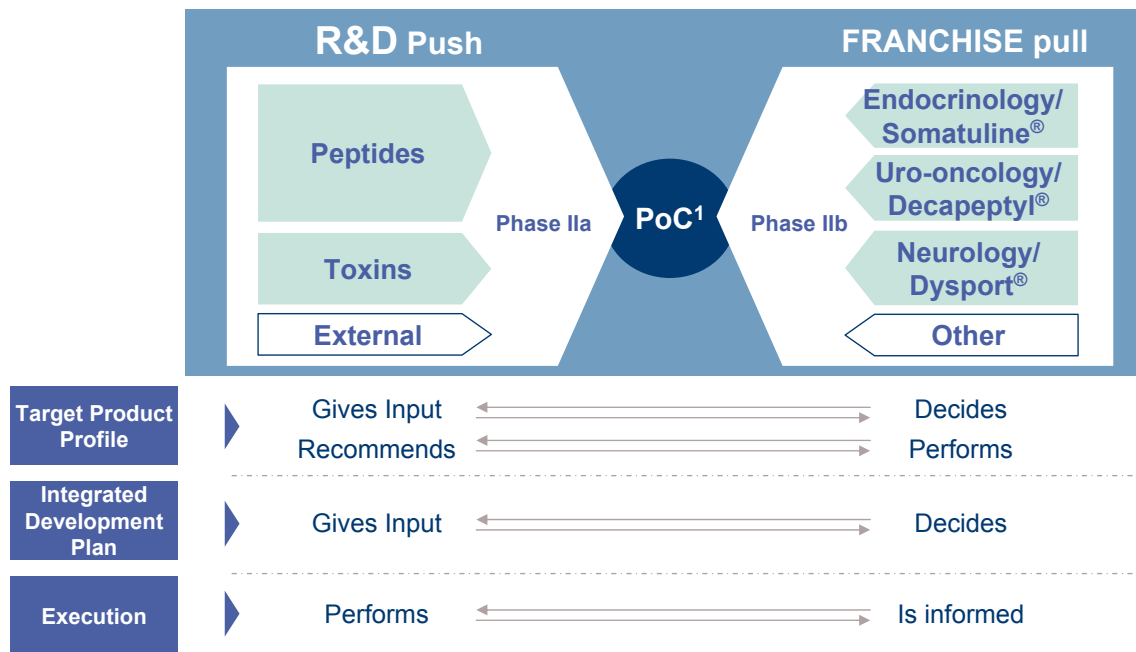 R&D Push
FRANCHISE pull
Peptides
Toxins
External
Phase IIa
PoC¹
Phase IIb
Endocrinology/
Somatuline®
Uro-oncology/
Decapeptyl®
Neurology/
Dysport®
Other
Target Product
Profile
Gives Input
Decides
Recommends
Performs
Integrated
Development
Plan
Gives Input
Decides
Execution
Performs
Is informed